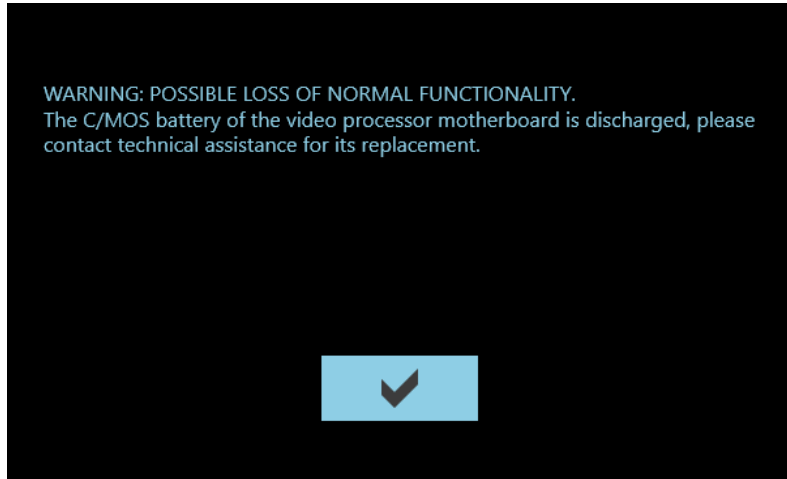 WARNING: POSSIBLE LOSS OF NORMAL FUNCTIONALITY.
The C/MOS battery of the video processor motherboard is discharged, please
contact technical assistance for its replacement.